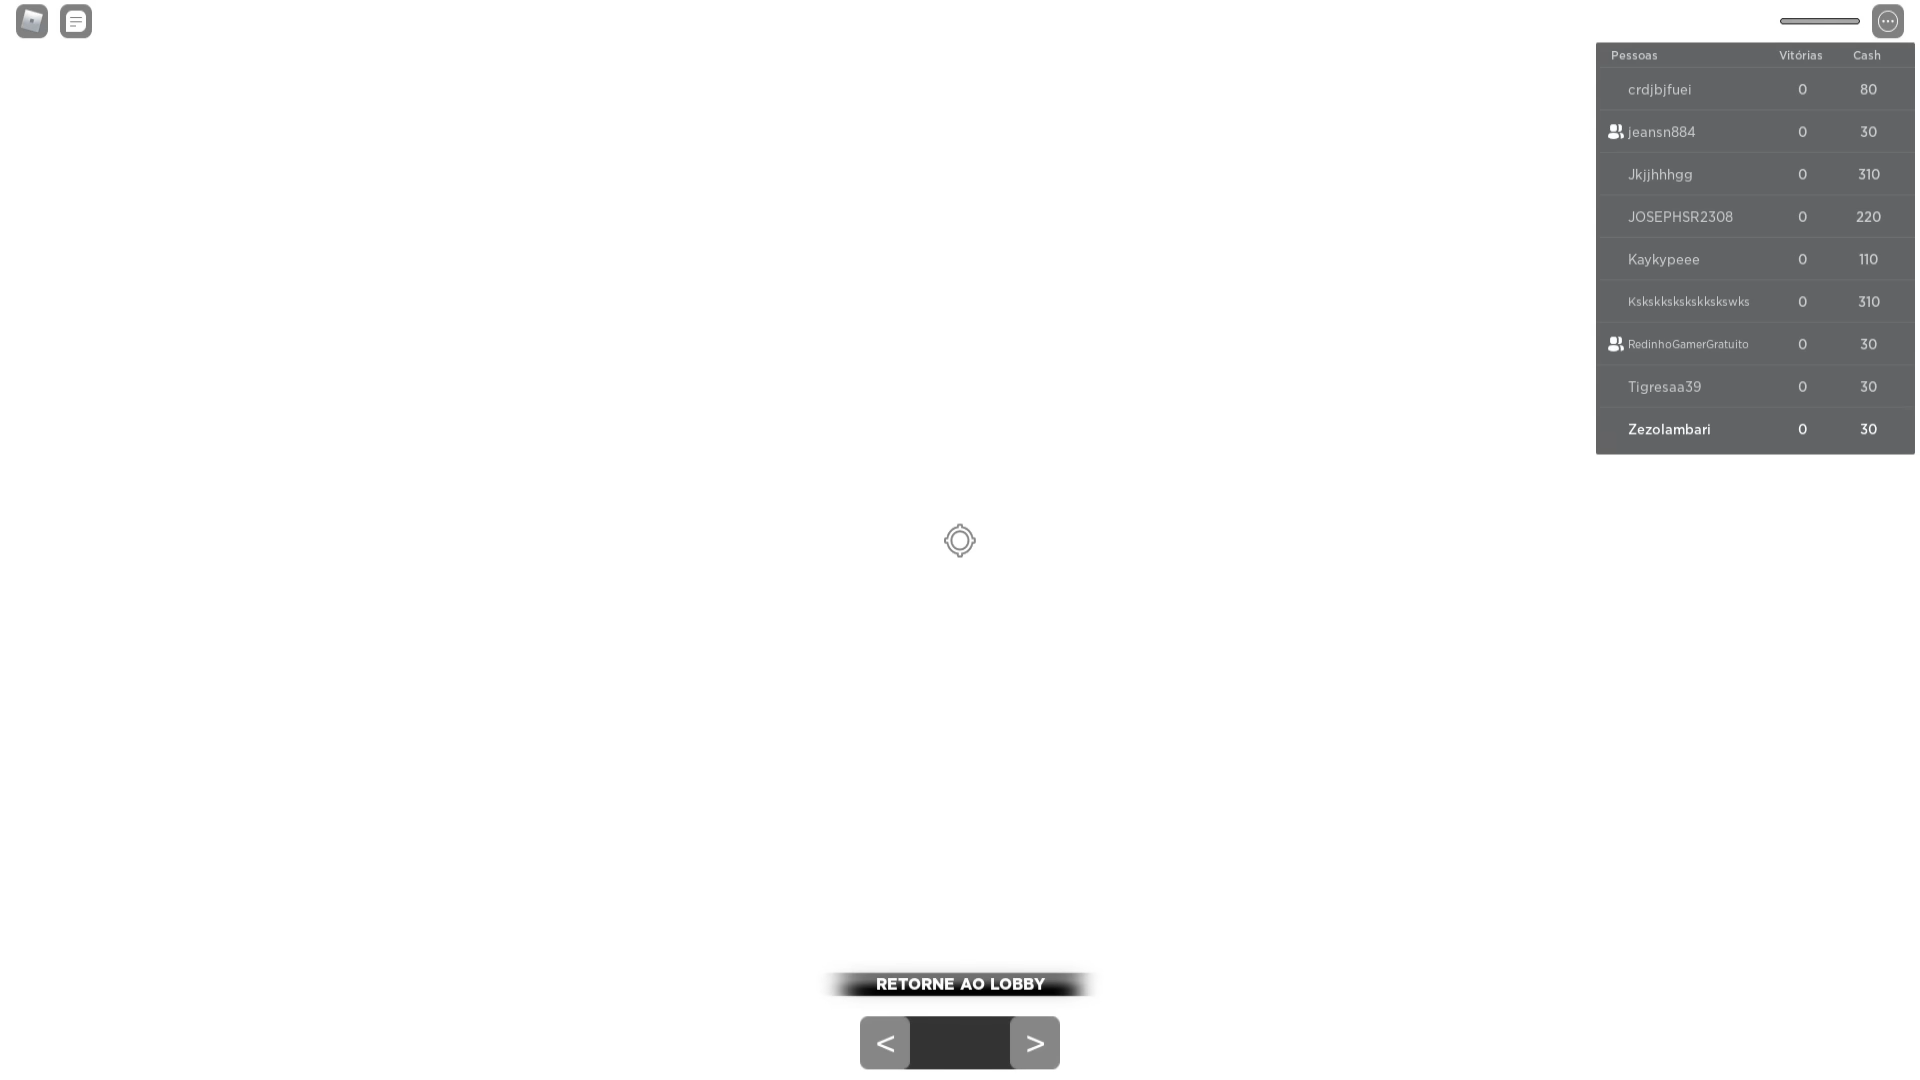 Pessoas Vitórias Cash
crdjbjfuei 0 80
jeansn884 0 30
Jkjjhhhgg 0 310
JOSEPHSR2308 0 220
Kaykypeee 0 110
Kskskkskskskkskswks 0 310
RedinhoGamerGratuito 0 30
Tigresaa39 0 30
Zezolambari 0 30
RETORNE AO LOBBY
< >